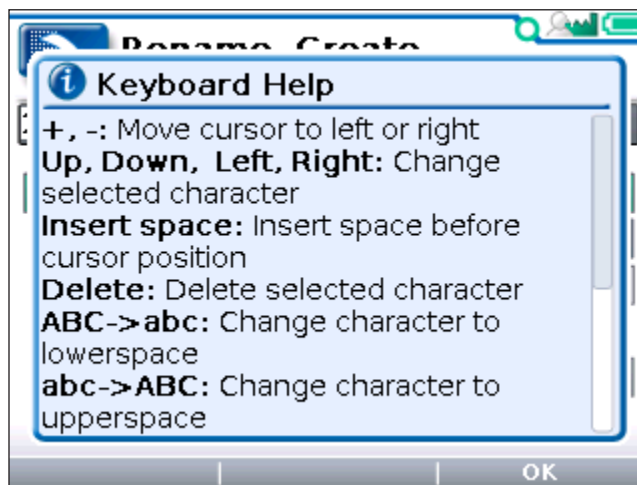 Rename, Create
Keyboard Help
+, -: Move cursor to left or right
Up, Down, Left, Right: Change
selected character
Insert space: Insert space before
cursor position
Delete: Delete selected character
ABC->abc: Change character to
lowerspace
abc->ABC: Change character to
upperspace
OK